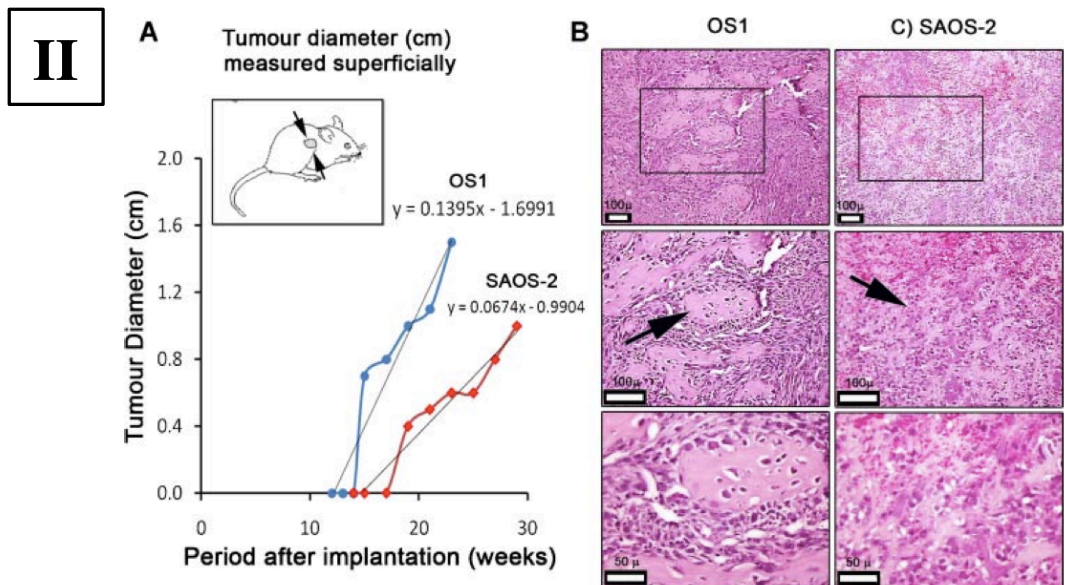 II
A
Tumour diameter (cm)
measured superficially
2.0
1.6
1.2
0.8
0.4
0.0
Tumour Diameter (cm)
OS1
y = 0.1395x - 1.6991
SAOS-2
y = 0.0674x - 0.9904
0
10
20
30
Period after implantation (weeks)
B
OS1
C) SAOS-2
100µ
100µ
100µ
100µ
50 µ
50 µ